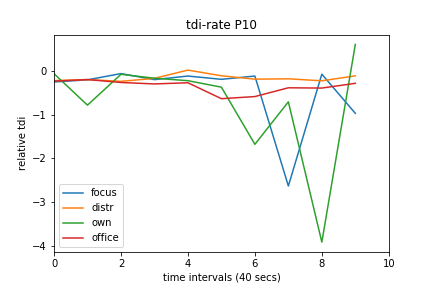 tdi-rate P10
relative tdi
0
−1
−2
−3
−4
focus
distr
own
office
0 2 4 6 8 10
time intervals (40 secs)